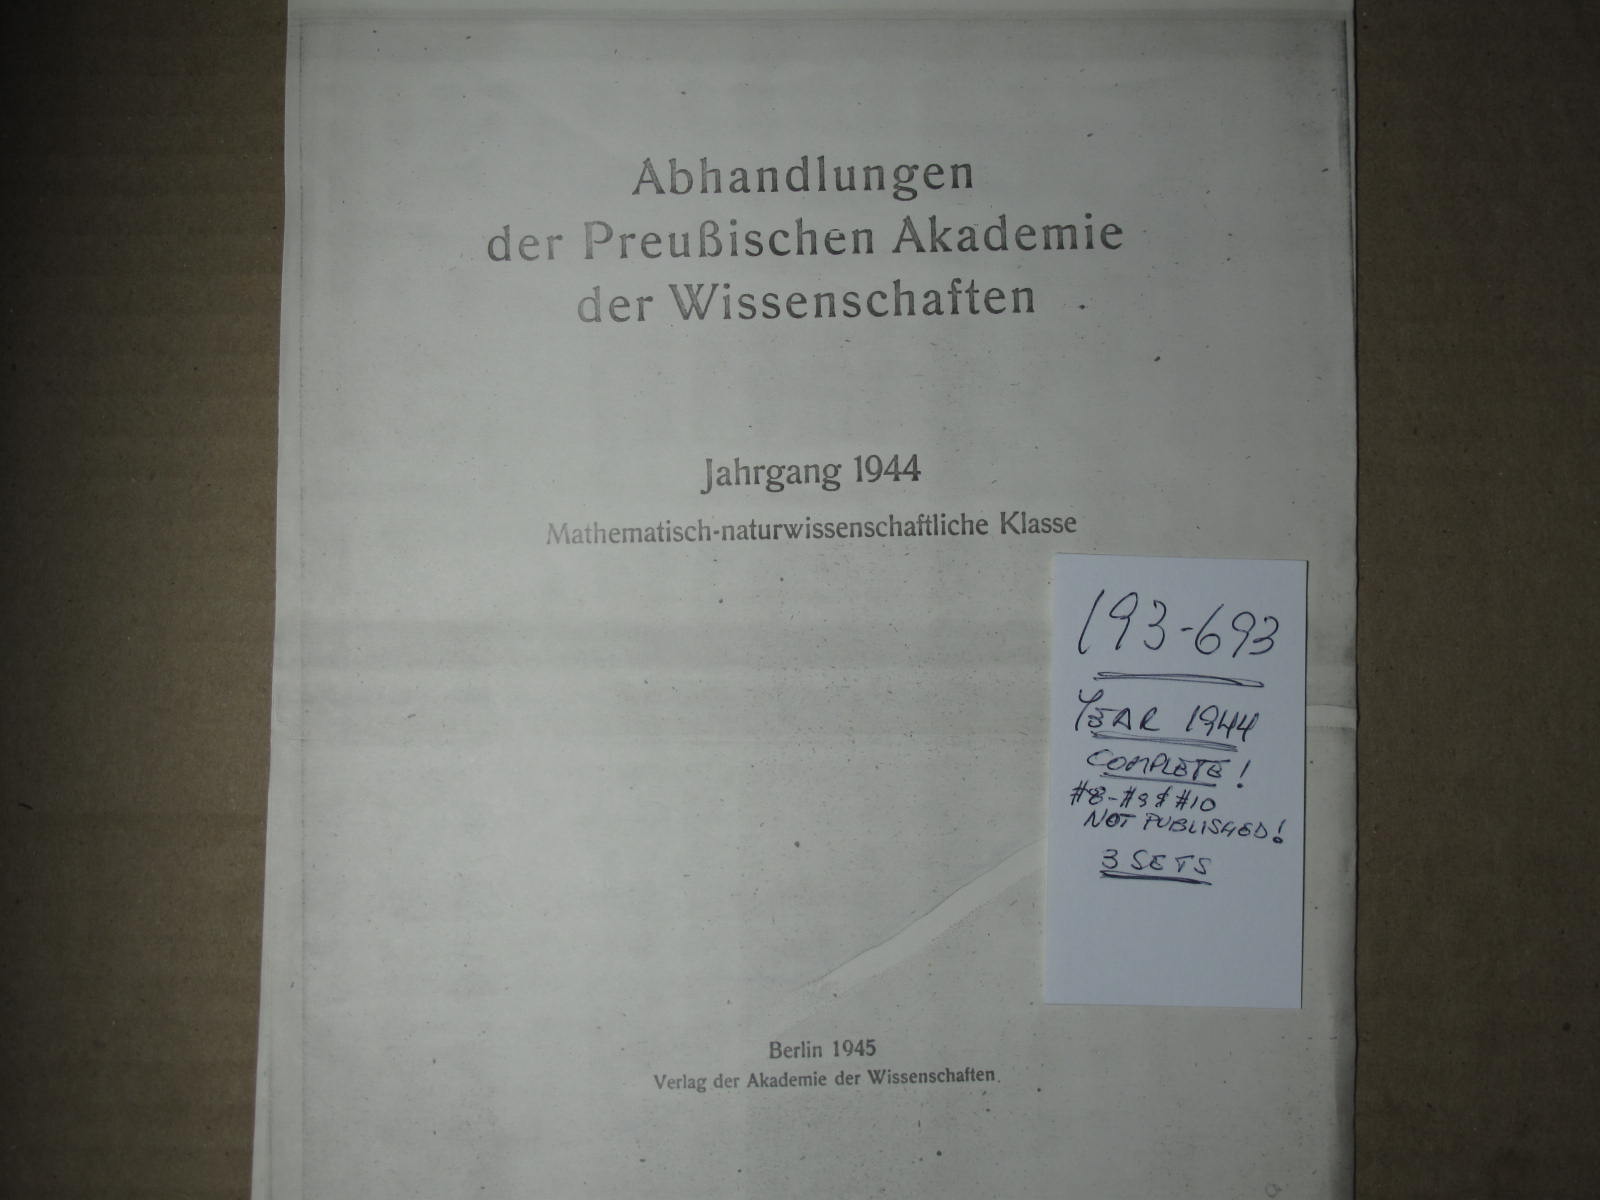 Abhandlungen
der Preußischen Akademie
der Wissenschaften
Jahrgang 1944
Mathematisch-naturwissenschaftliche Klasse
193-693
YEAR 1944
COMPLETE!
#8-#9 & #10
NOT PUBLISHED!
3 SETS
Berlin 1945
Verlag der Akademie der Wissenschaften